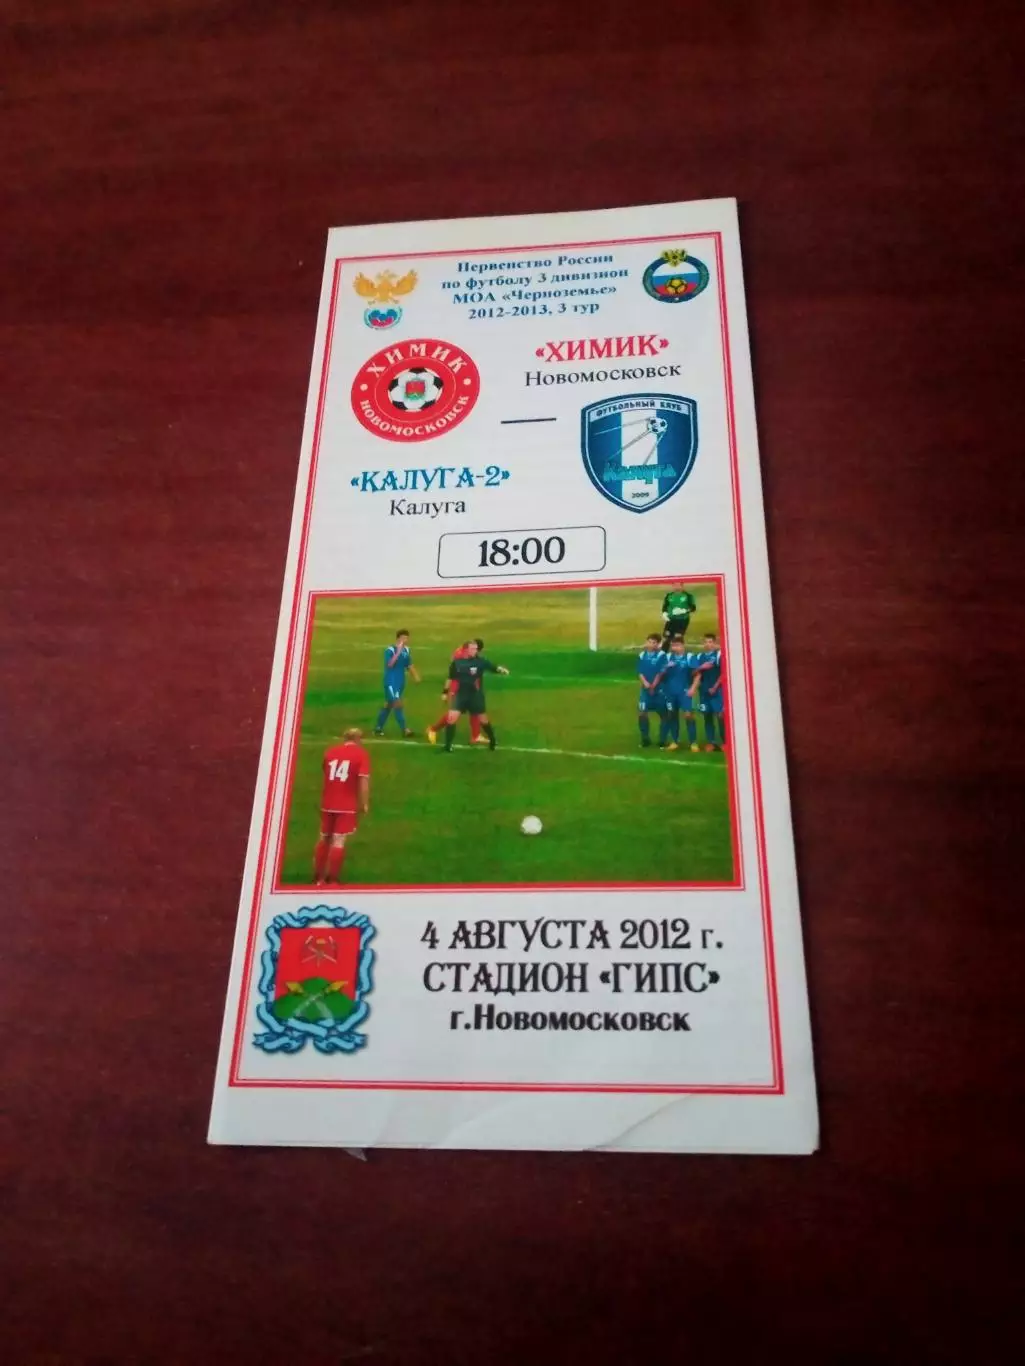 Первенство России
по футболу 3 дивизион
МОА «Черноземье»
2012-2013, 3 тур
ХИМИК
НОВОМОСКОВСК
«ХИМИК»
Новомосковск
—
ФУТБОЛЬНЫЙ КЛУБ
Калуга
2009
«КАЛУГА-2»
Калуга
18:00
14
4 АВГУСТА 2012 г.
СТАДИОН «ГИПС»
г.Новомосковск